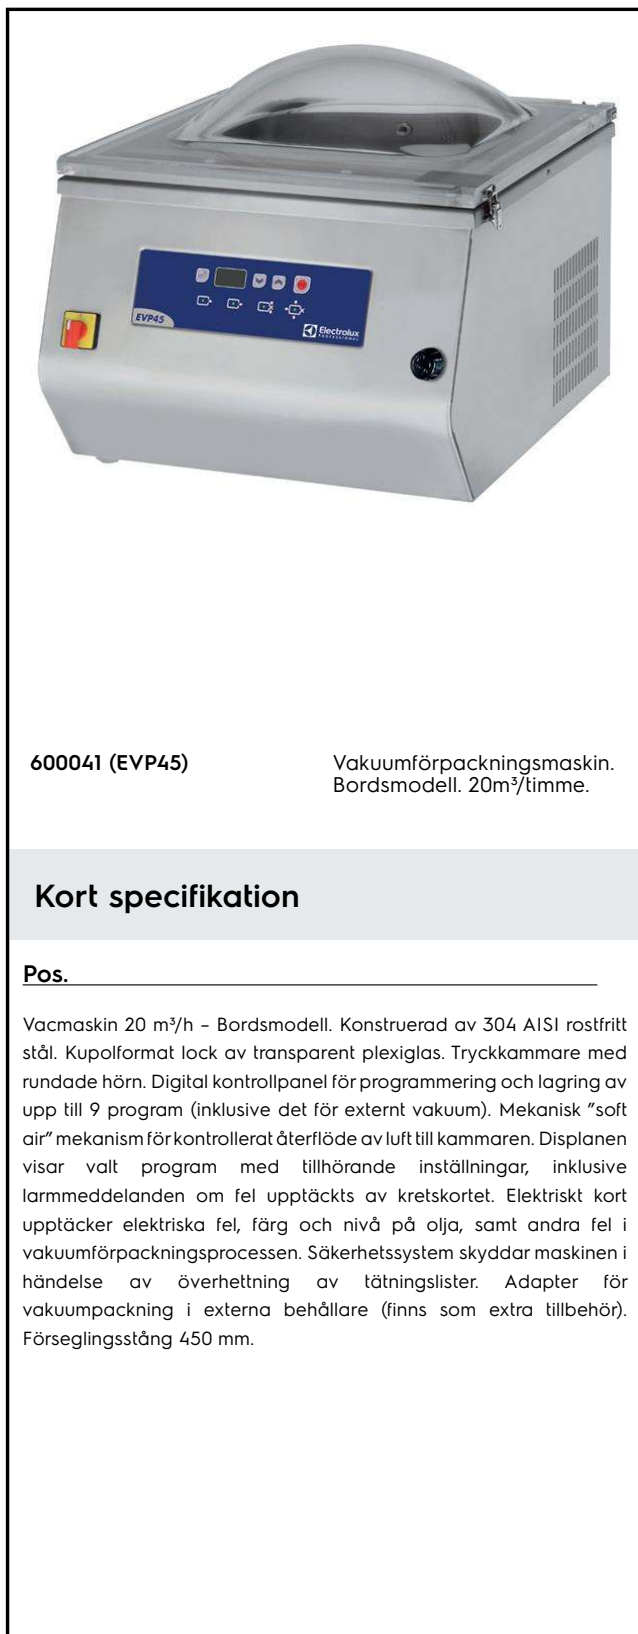 EVP45
Electrolux
PROFESSIONAL
600041 (EVP45)
Vakuumförpackningsmaskin.
Bordsmodell. 20m³/timme.
Kort specifikation
Pos.
Vacmaskin 20 m³/h – Bordsmodell. Konstruerad av 304 AISI rostfritt
stål. Kupolformat lock av transparent plexiglas. Tryckkammare med
rundade hörn. Digital kontrollpanel för programmering och lagring av
upp till 9 program (inklusive det för externt vakuum). Mekanisk "soft
air" mekanism för kontrollerat återflöde av luft till kammaren. Displanen
visar valt program med tillhörande inställningar, inklusive
larmmeddelanden om fel upptäckts av kretskortet. Elektriskt kort
upptäcker elektriska fel, färg och nivå på olja, samt andra fel i
vakuumförpackningsprocessen. Säkerhetssystem skyddar maskinen i
händelse av överhettning av tätningslister. Adapter för
vakuumpackning i externa behållare (finns som extra tillbehör).
Förseglingsstång 450 mm.